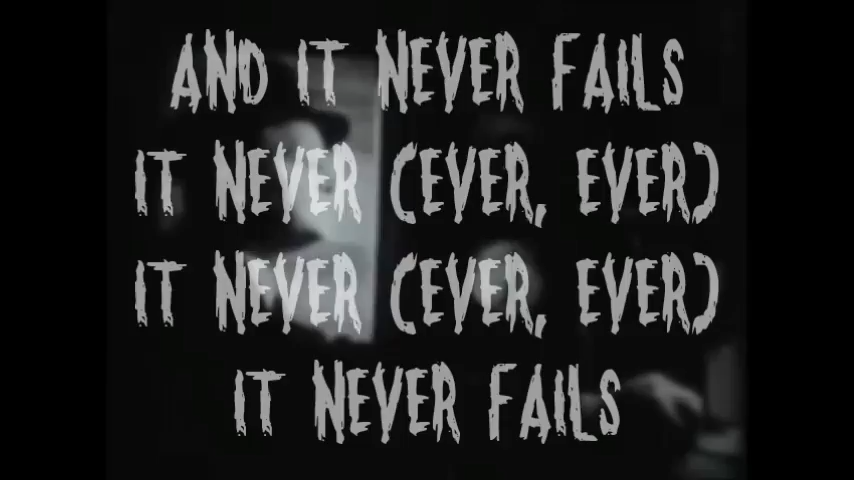 AND IT NEVER FAILS
IT NEVER (EVER, EVER)
IT NEVER (EVER, EVER)
IT NEVER FAILS